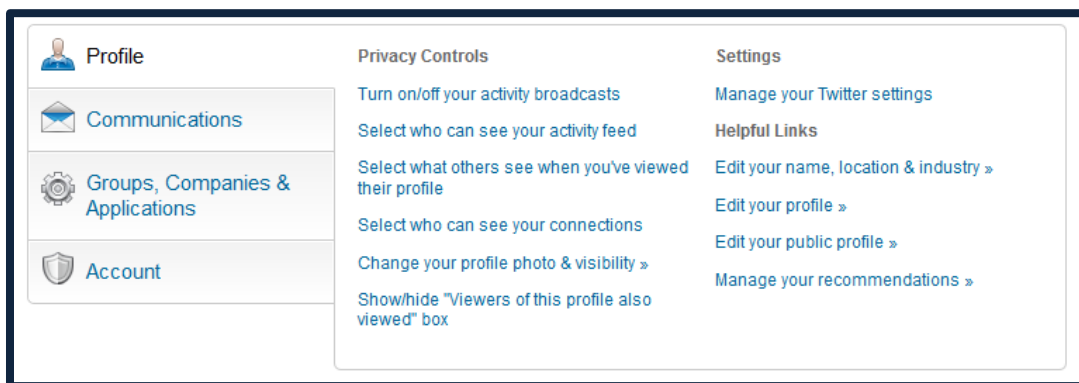 Profile
Communications
Groups, Companies &
Applications
Account
Privacy Controls
Turn on/off your activity broadcasts
Select who can see your activity feed
Select what others see when you've viewed
their profile
Select who can see your connections
Change your profile photo & visibility »
Show/hide "Viewers of this profile also
viewed" box
Settings
Manage your Twitter settings
Helpful Links
Edit your name, location & industry »
Edit your profile »
Edit your public profile »
Manage your recommendations »